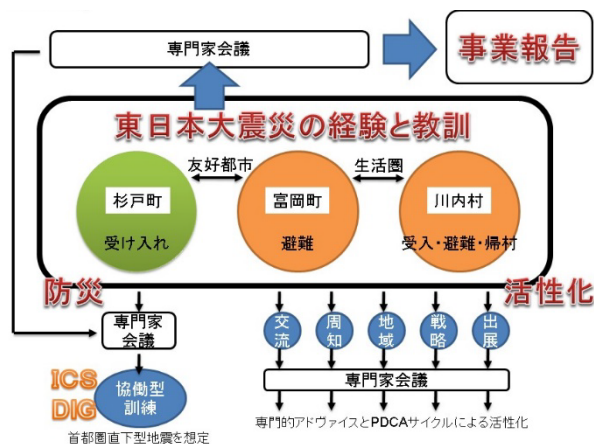 専門家会議
事業報告
東日本大震災の経験と教訓
友好都市
生活圏
杉戸町
富岡町
川内村
受け入れ
避難
受入・避難・帰村
防災
活性化
専門家
会議
交流
周知
地域
戦略
出展
専門家会議
ICS
DIG
協働型
訓練
専門的アドヴァイスとPDCAサイクルによる活性化
首都圏直下型地震を想定